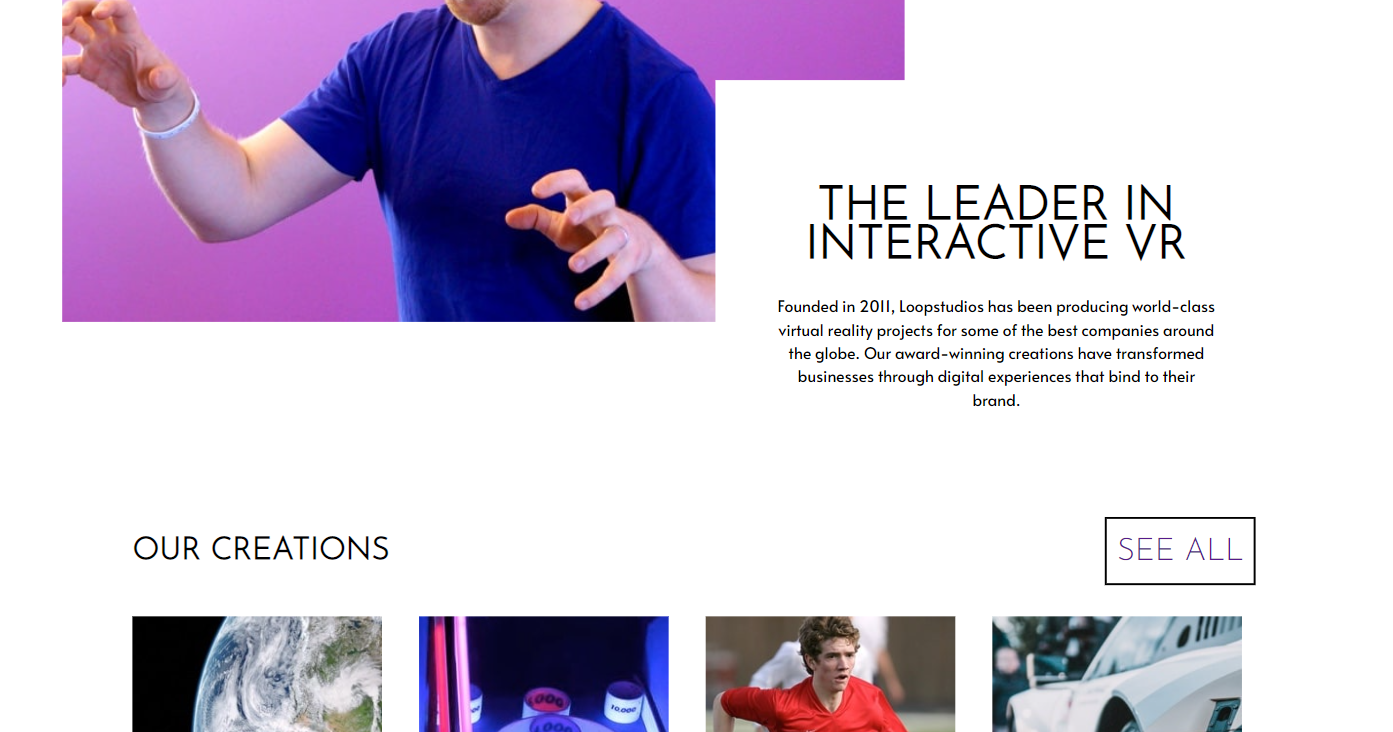 THE LEADER IN
INTERACTIVE VR
Founded in 2011, Loopstudios has been producing world-class
virtual reality projects for some of the best companies around
the globe. Our award-winning creations have transformed
businesses through digital experiences that bind to their
brand.
OUR CREATIONS
SEE ALL
10,000